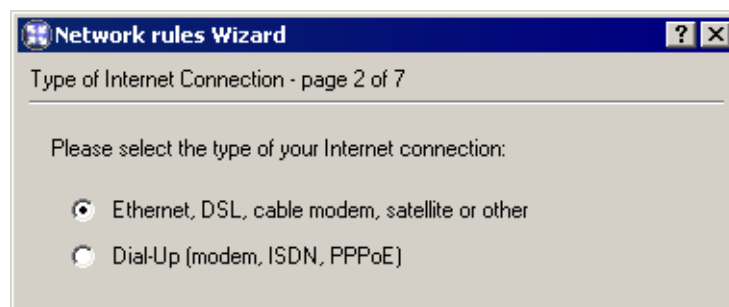 Network rules Wizard
Type of Internet Connection - page 2 of 7
Please select the type of your Internet connection:
Ethernet, DSL, cable modem, satellite or other
Dial-Up (modem, ISDN, PPPoE)